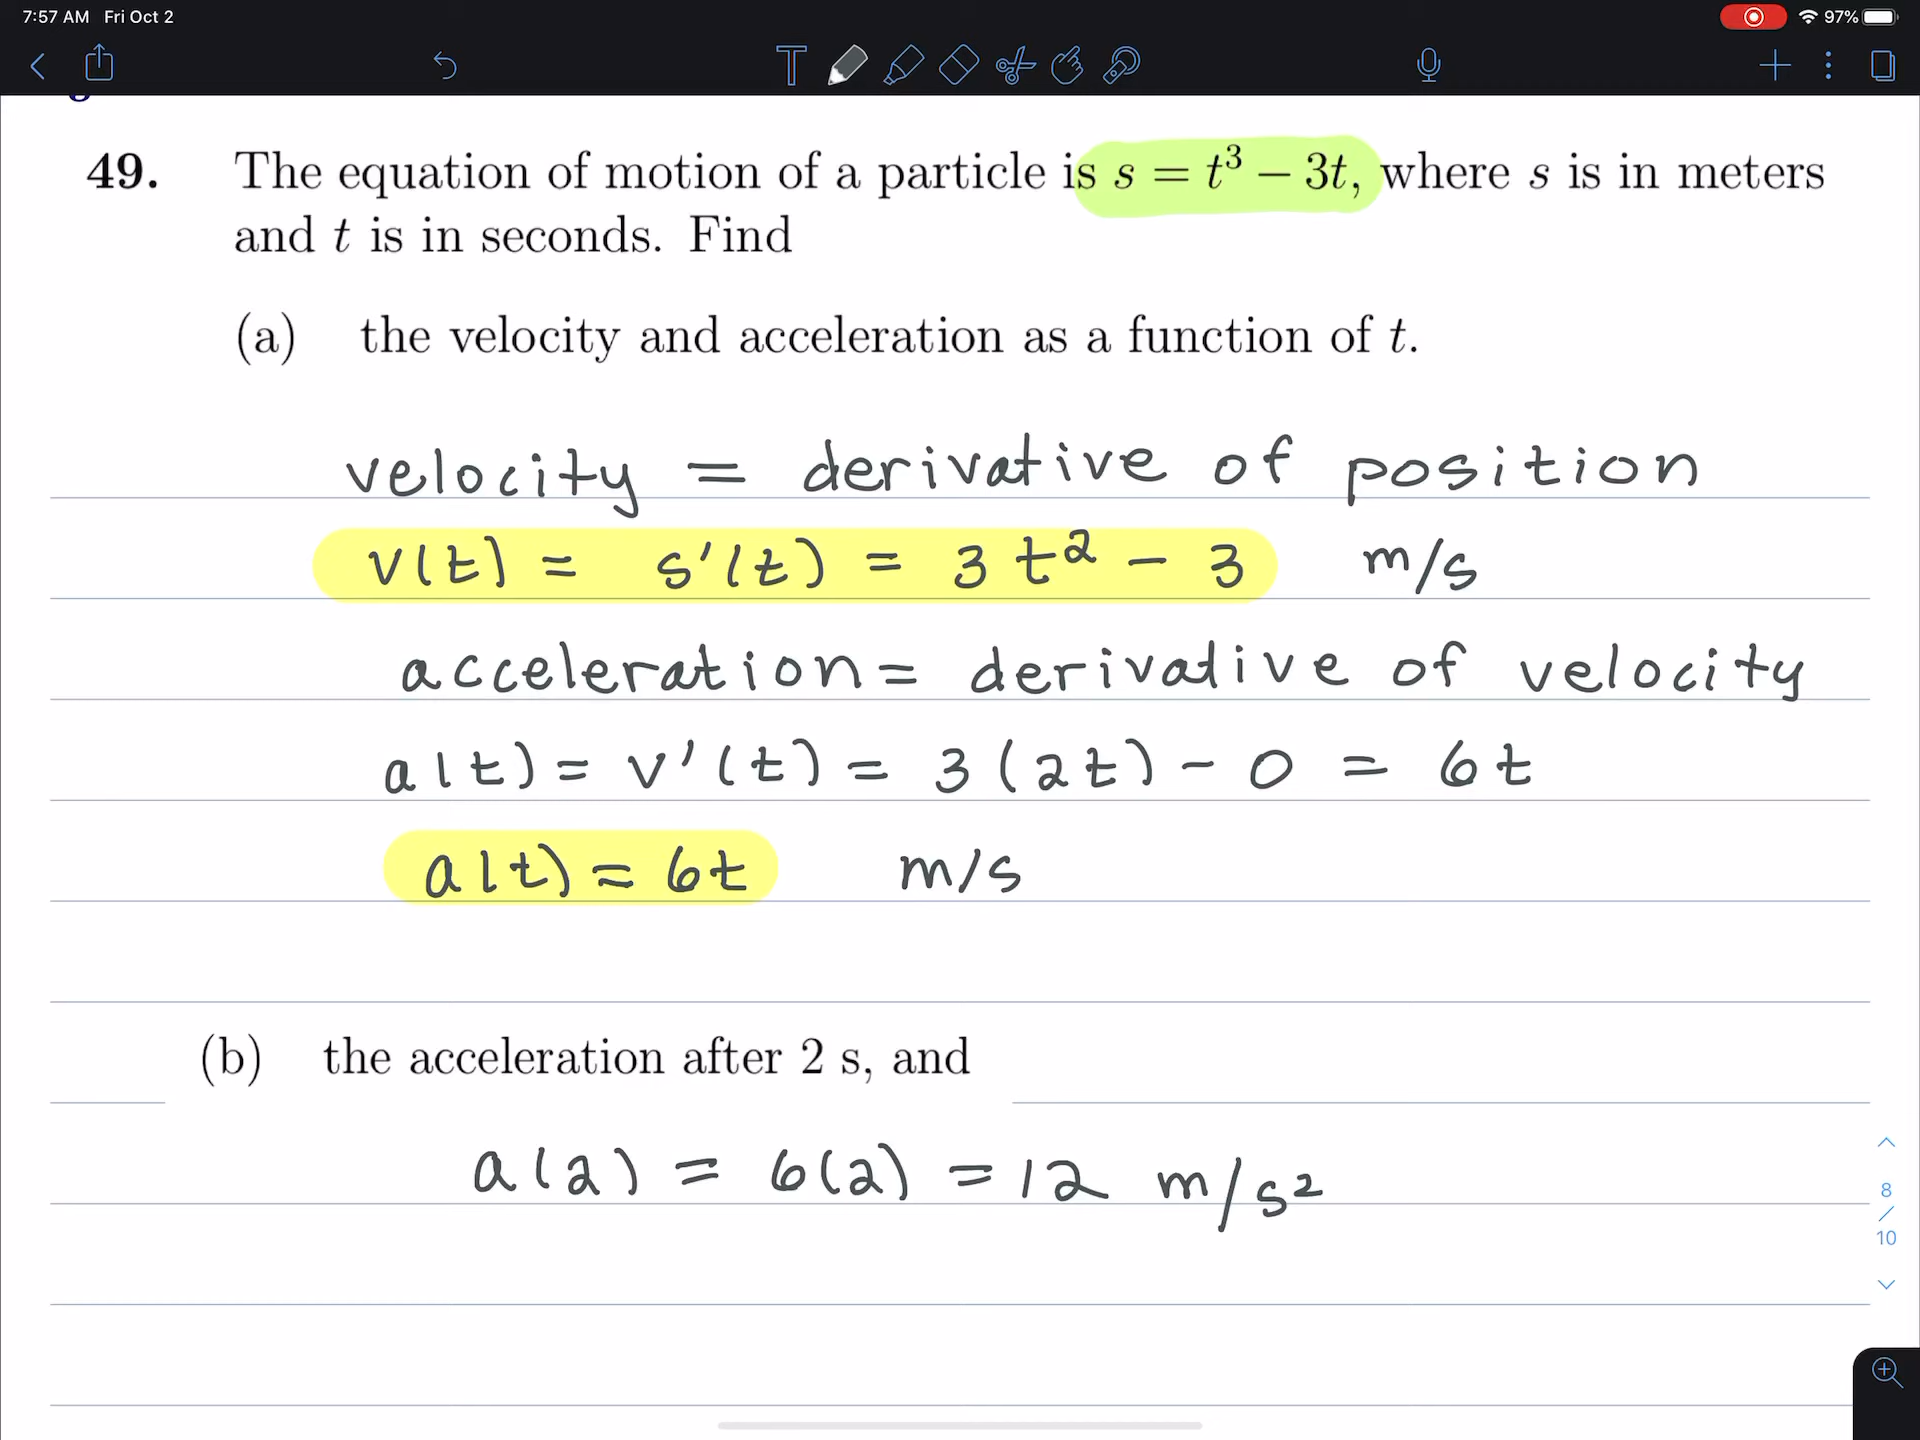 7:57 AM Fri Oct 2
97%
49. The equation of motion of a particle is s = t³ − 3t, where s is in meters
and t is in seconds. Find
(a) the velocity and acceleration as a function of t.
velocity = derivative of position
v(t) = s'(t) = 3t² − 3 m/s
acceleration = derivative of velocity
a(t) = v'(t) = 3(2t) − 0 = 6t
a(t) = 6t m/s
(b) the acceleration after 2 s, and
a(2) = 6(2) = 12 m/s²
8
/
10